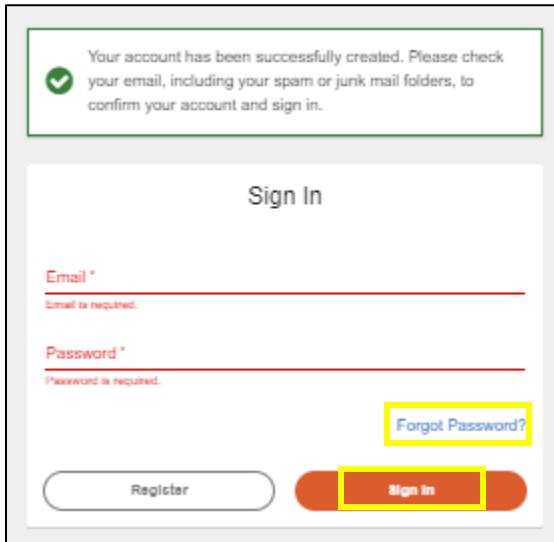 Your account has been successfully created. Please check
your email, including your spam or junk mail folders, to
confirm your account and sign in.
Sign In
Email *
Email is required.
Password *
Password is required.
Forgot Password?
Register
Sign In